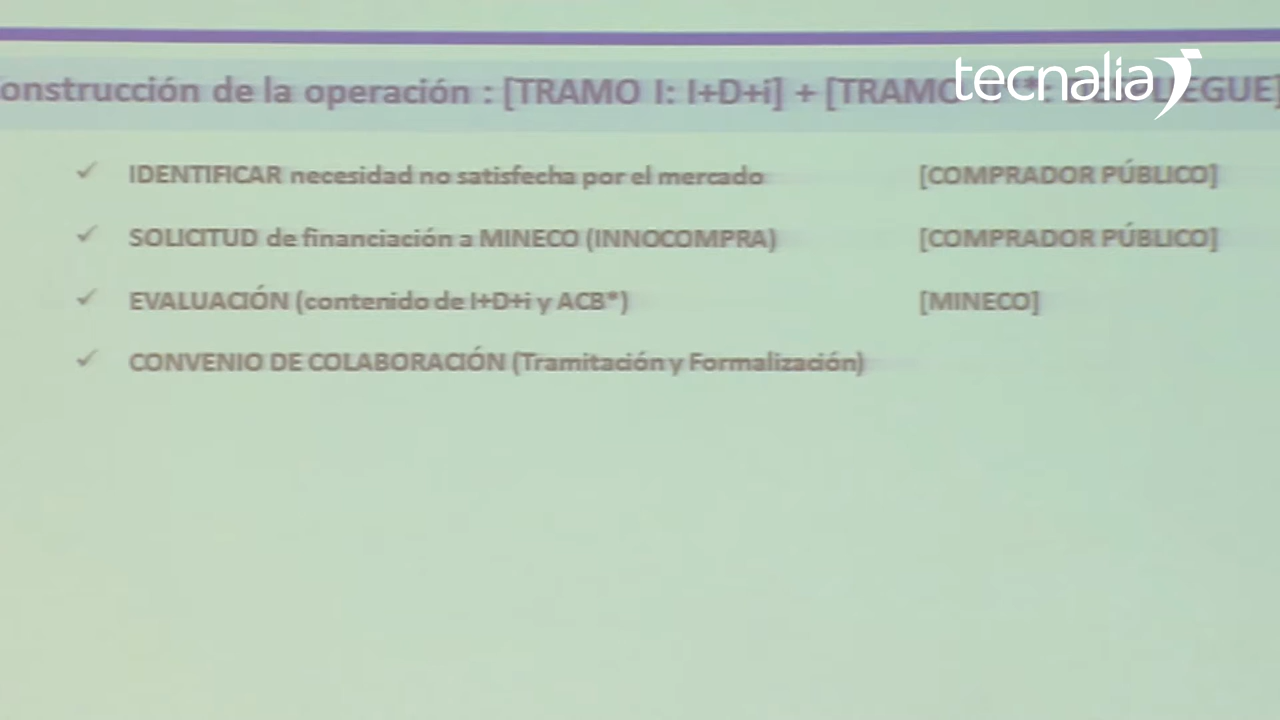 tecnalia
onstrucción de la operación : [TRAMO I: I+D+i] + [TRAMO
IDENTIFICAR necesidad no satisfecha por el mercado [COMPRADOR PÚBLICO]
SOLICITUD de financiación a MINECO (INNOCOMPRA) [COMPRADOR PÚBLICO]
EVALUACIÓN (contenido de I+D+i y ACB*) [MINECO]
CONVENIO DE COLABORACIÓN (Tramitación y Formalización)